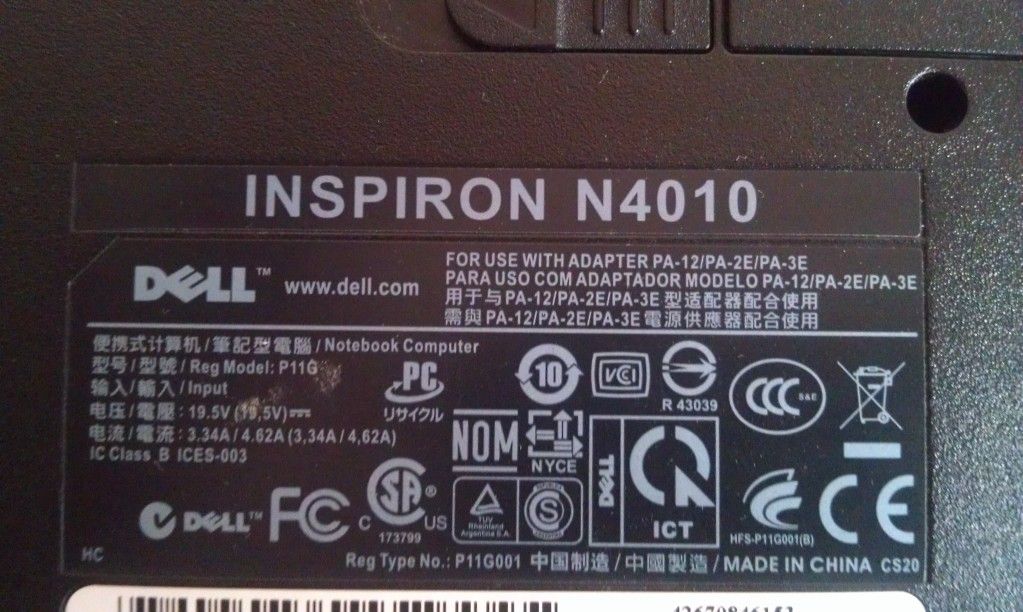 INSPIRON N4010
DELL™ www.dell.com
FOR USE WITH ADAPTER PA-12/PA-2E/PA-3E
PARA USO COM ADAPTADOR MODELO PA-12/PA-2E/PA-3E
用于与PA-12/PA-2E/PA-3E 型适配器配合使用
需與PA-12/PA-2E/PA-3E 電源供應器配合使用
便携式计算机/筆記型電腦/Notebook Computer
型号/型號/Reg Model: P11G
输入/輸入/Input
电压/電壓: 19.5V (19,5V)
电流/電流: 3.34A/4.62A (3,34A/4,62A)
IC Class B ICES-003
PC
リサイクル
10
VCI
R 43039
CCC S&E
NOM
NYCE
DELL
ICT
TUV
Rheinland
Argentina S.A.
S
DELL™
FC
C SA ® US
173799
HFS-P11G001(B)
CE
HC
Reg Type No.: P11G001 中国制造/中國製造/MADE IN CHINA CS20